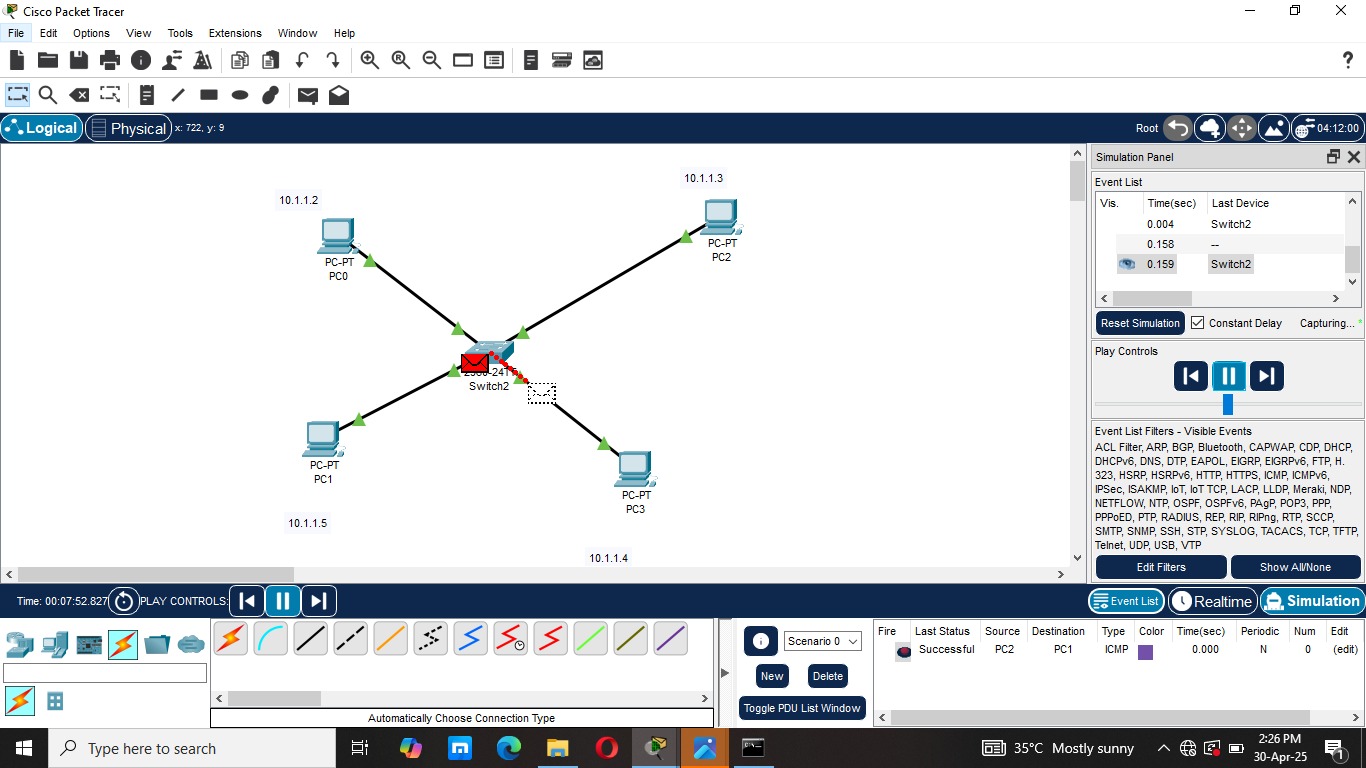 Cisco Packet Tracer
File Edit Options View Tools Extensions Window Help
Logical Physical x: 722, y: 9 Root 04:12:00
10.1.1.2
PC-PT
PC0
10.1.1.3
PC-PT
PC2
Switch2
PC-PT
PC1
10.1.1.5
PC-PT
PC3
10.1.1.4
Simulation Panel
Event List
Vis. Time(sec) Last Device
0.004 Switch2
0.158 --
0.159 Switch2
Reset Simulation Constant Delay Capturing... *
Play Controls
Event List Filters - Visible Events
ACL Filter, ARP, BGP, Bluetooth, CAPWAP, CDP, DHCP,
DHCPv6, DNS, DTP, EAPOL, EIGRP, EIGRPv6, FTP, H.
323, HSRP, HSRPv6, HTTP, HTTPS, ICMP, ICMPv6,
IPSec, ISAKMP, IoT, IoT TCP, LACP, LLDP, Meraki, NDP,
NETFLOW, NTP, OSPF, OSPFv6, PAgP, POP3, PPP,
PPPoED, PTP, RADIUS, REP, RIP, RIPng, RTP, SCCP,
SMTP, SNMP, SSH, STP, SYSLOG, TACACS, TCP, TFTP,
Telnet, UDP, USB, VTP
Edit Filters Show All/None
Time: 00:07:52.827 PLAY CONTROLS: Event List Realtime Simulation
Automatically Choose Connection Type
Scenario 0
New Delete
Toggle PDU List Window
Fire Last Status Source Destination Type Color Time(sec) Periodic Num Edit
Successful PC2 PC1 ICMP 0.000 N 0 (edit)
Type here to search
35°C Mostly sunny
2:26 PM
30-Apr-25
1